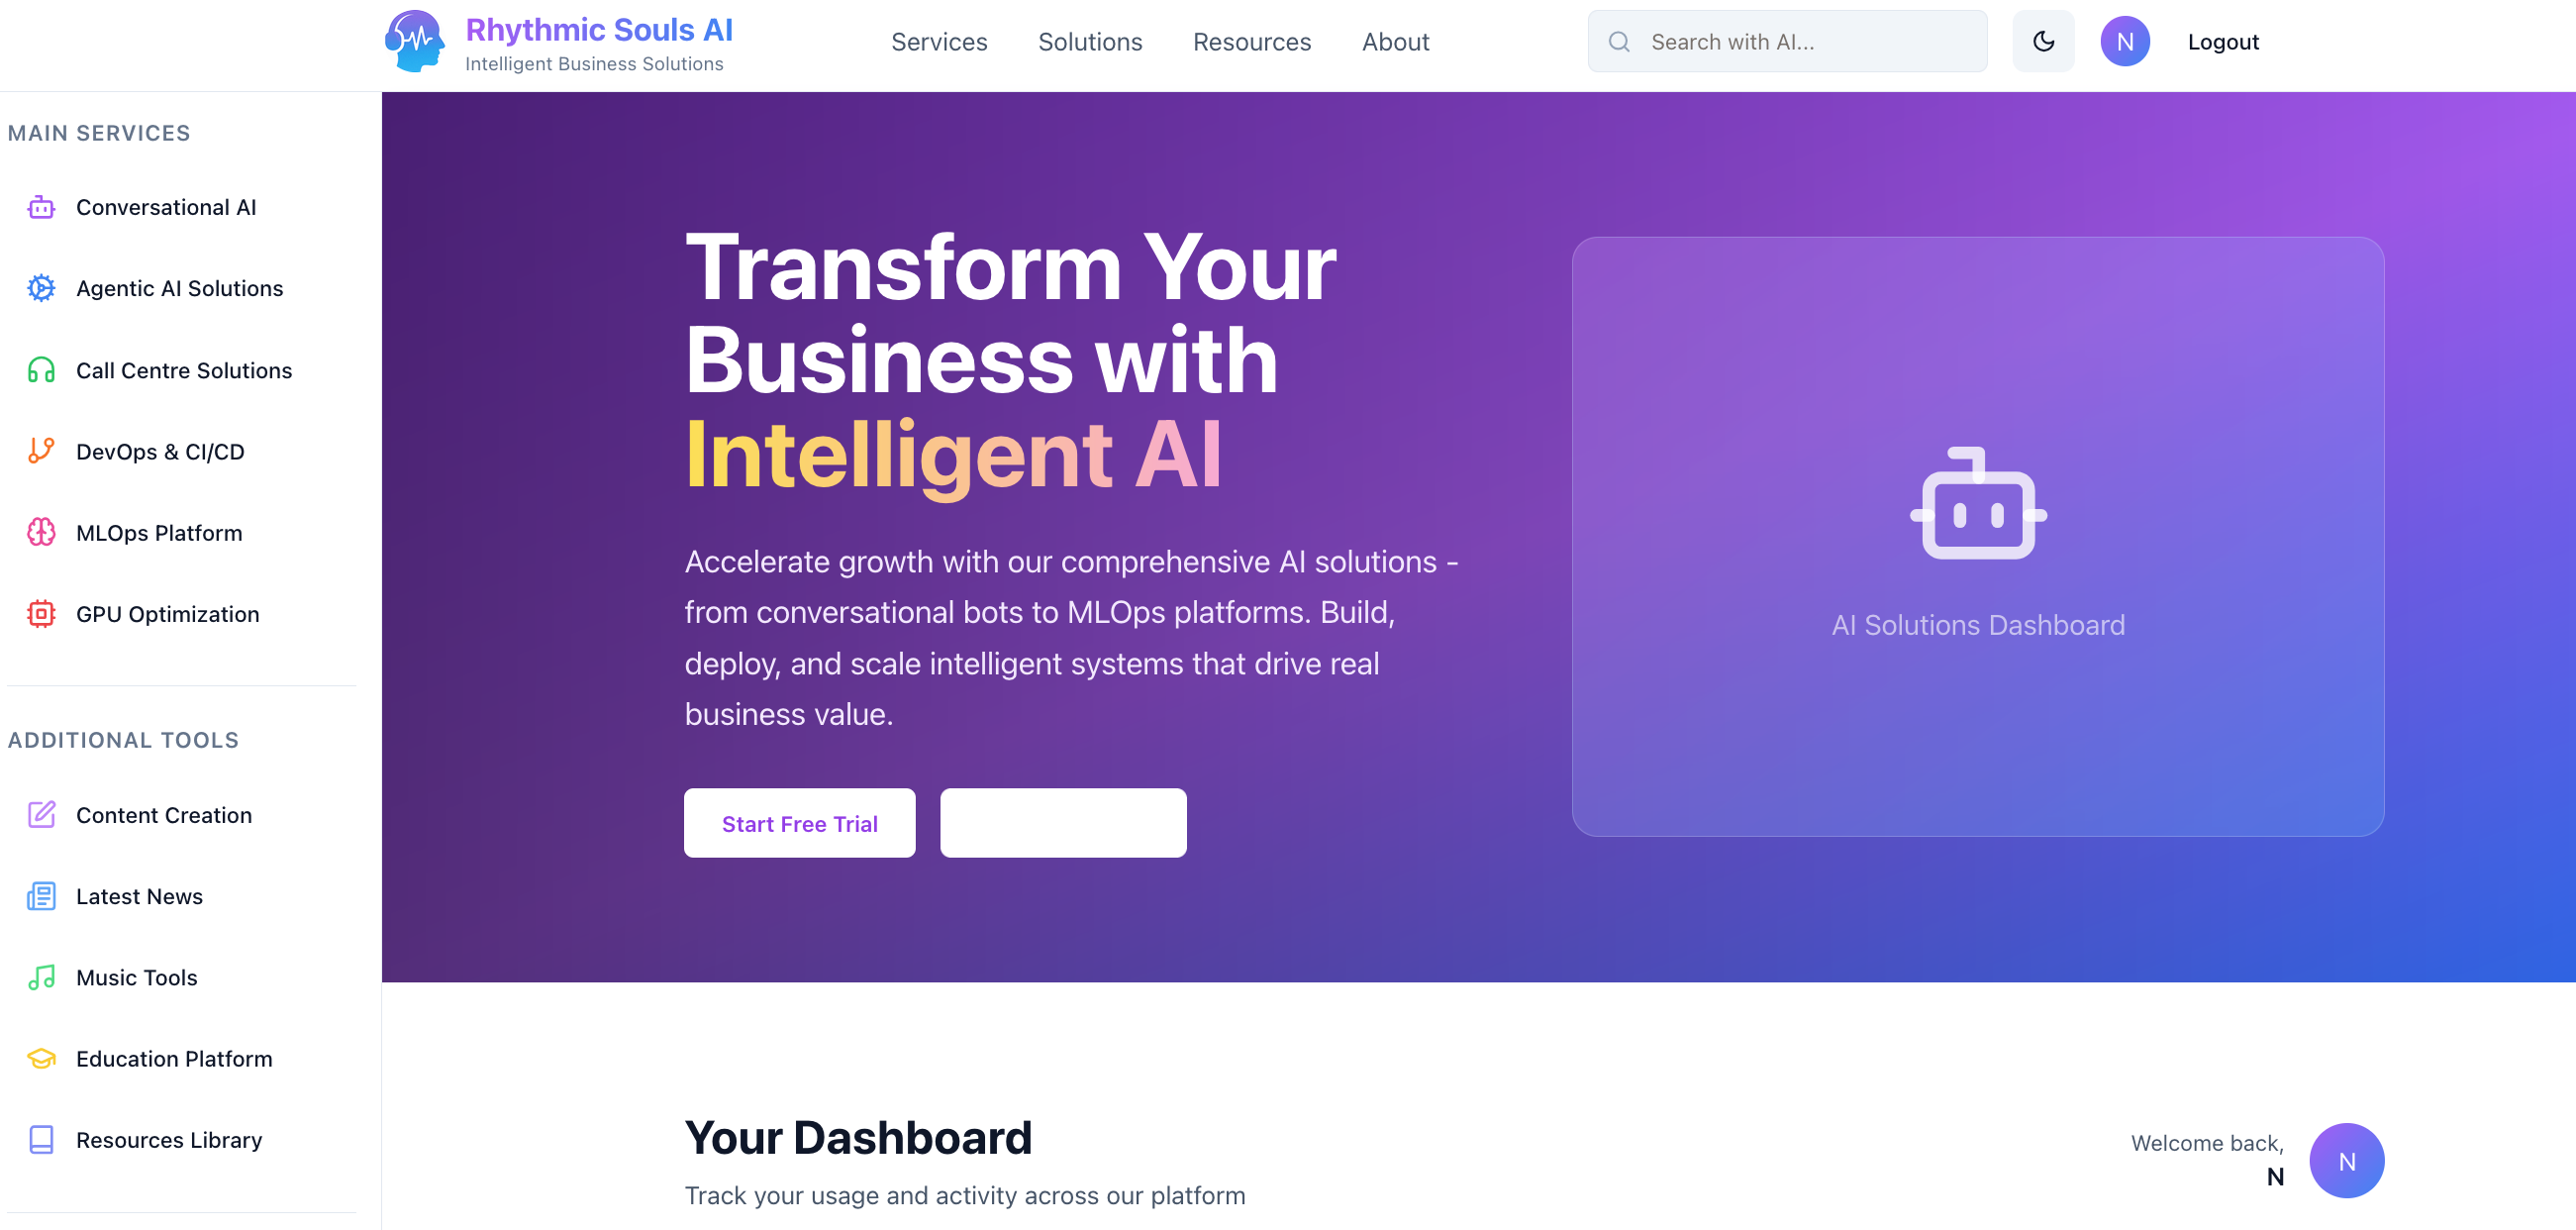 Rhythmic Souls AI
Intelligent Business Solutions
Services
Solutions
Resources
About
Search with AI...
N
Logout
MAIN SERVICES
Conversational AI
Agentic AI Solutions
Call Centre Solutions
DevOps & CI/CD
MLOps Platform
GPU Optimization
ADDITIONAL TOOLS
Content Creation
Latest News
Music Tools
Education Platform
Resources Library
Transform Your
Business with
Intelligent AI
Accelerate growth with our comprehensive AI solutions -
from conversational bots to MLOps platforms. Build,
deploy, and scale intelligent systems that drive real
business value.
Start Free Trial
AI Solutions Dashboard
Your Dashboard
Track your usage and activity across our platform
Welcome back,
N
N